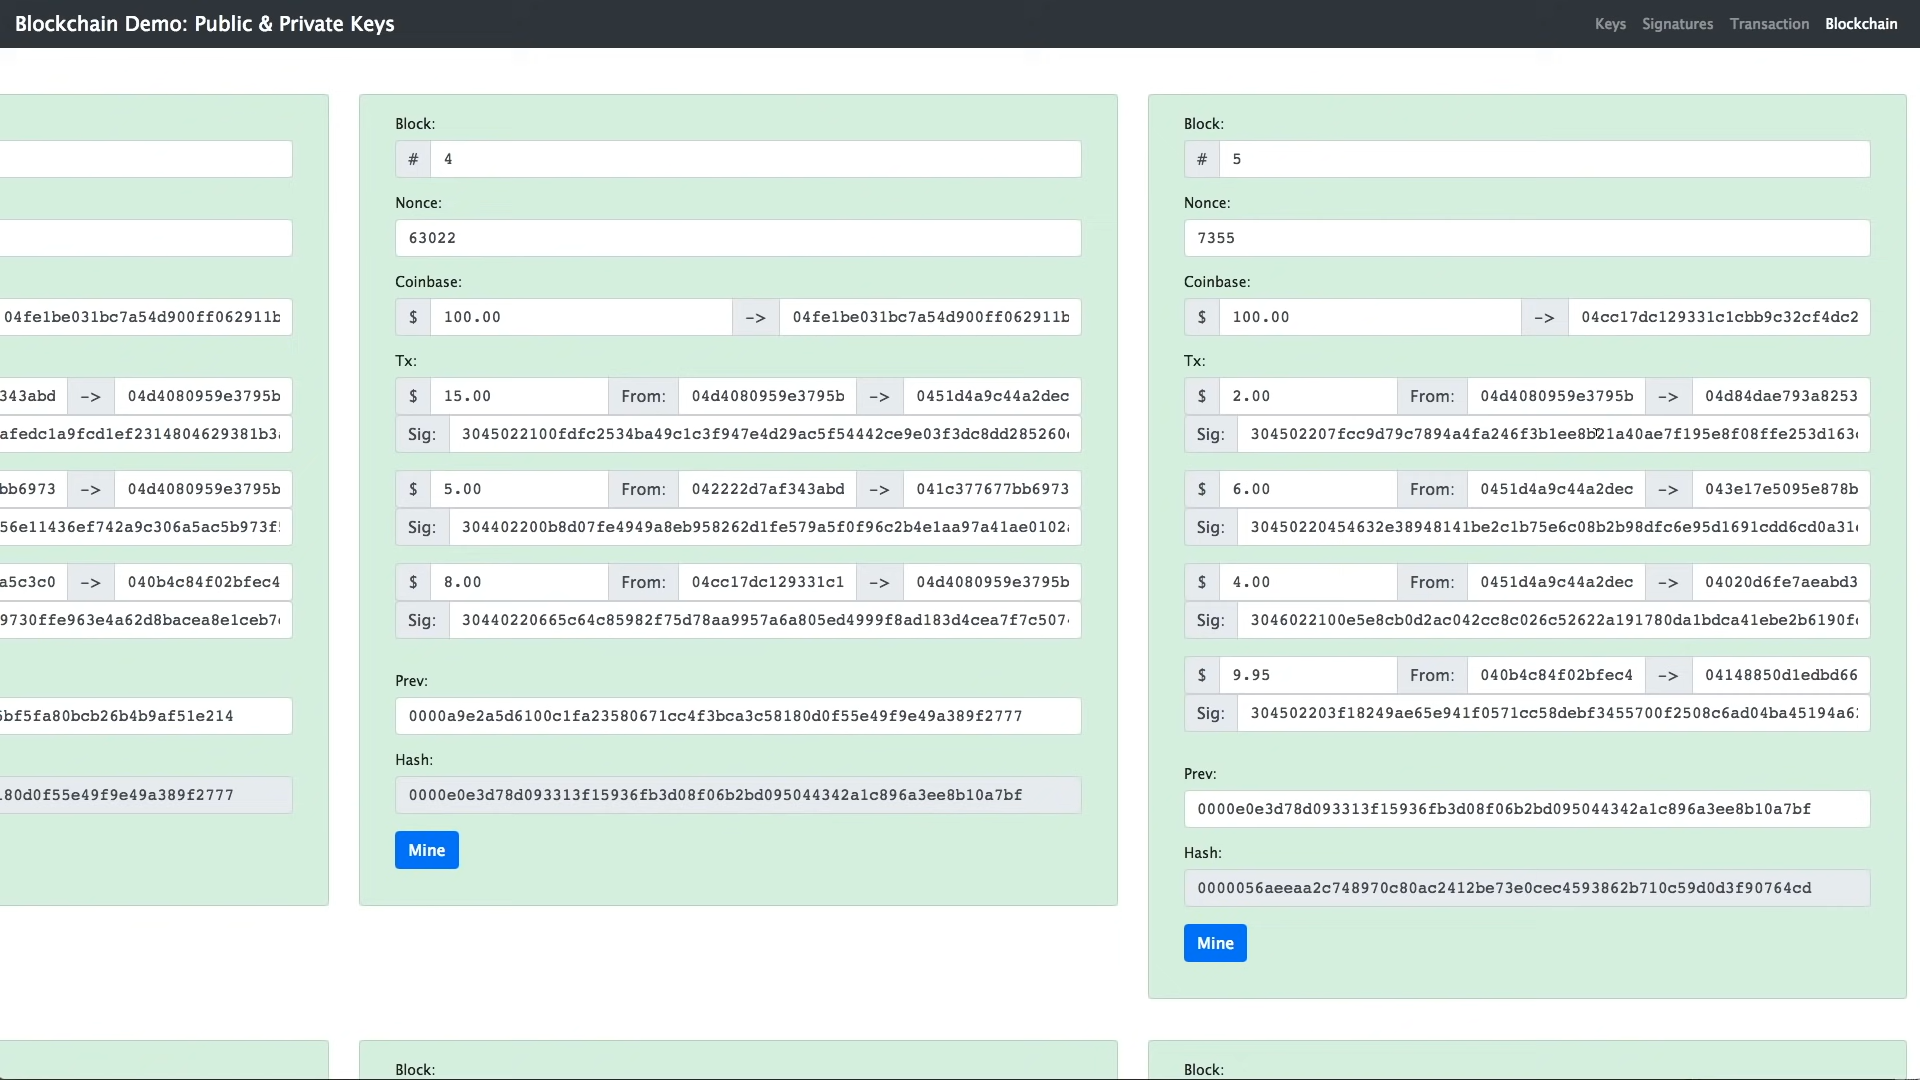 Blockchain Demo: Public & Private Keys
Keys Signatures Transaction Blockchain
04fe1be031bc7a54d900ff062911b
343abd -> 04d4080959e3795b
afedc1a9fcd1ef2314804629381b3
bb6973 -> 04d4080959e3795b
56e11436ef742a9c306a5ac5b973f
a5c3c0 -> 040b4c84f02bfec4
9730ffe963e4a62d8bacea8e1ceb7
bf5fa80bcb26b4b9af51e214
80d0f55e49f9e49a389f2777
Block:
# 4
Nonce:
63022
Coinbase:
$ 100.00 -> 04fe1be031bc7a54d900ff062911b
Tx:
$ 15.00 From: 04d4080959e3795b -> 0451d4a9c44a2dec
Sig: 3045022100fdfc2534ba49c1c3f947e4d29ac5f54442ce9e03f3dc8dd285260
$ 5.00 From: 042222d7af343abd -> 041c377677bb6973
Sig: 304402200b8d07fe4949a8eb958262d1fe579a5f0f96c2b4e1aa97a41ae0102
$ 8.00 From: 04cc17dc129331c1 -> 04d4080959e3795b
Sig: 30440220665c64c85982f75d78aa9957a6a805ed4999f8ad183d4cea7f7c507
Prev:
0000a9e2a5d6100c1fa23580671cc4f3bca3c58180d0f55e49f9e49a389f2777
Hash:
0000e0e3d78d093313f15936fb3d08f06b2bd095044342a1c896a3ee8b10a7bf
Mine
Block:
# 5
Nonce:
7355
Coinbase:
$ 100.00 -> 04cc17dc129331c1cbb9c32cf4dc2
Tx:
$ 2.00 From: 04d4080959e3795b -> 04d84dae793a8253
Sig: 304502207fcc9d79c7894a4fa246f3b1ee8b21a40ae7f195e8f08ffe253d163
$ 6.00 From: 0451d4a9c44a2dec -> 043e17e5095e878b
Sig: 30450220454632e38948141be2c1b75e6c08b2b98dfc6e95d1691cdd6cd0a31
$ 4.00 From: 0451d4a9c44a2dec -> 04020d6fe7aeabd3
Sig: 3046022100e5e8cb0d2ac042cc8c026c52622a191780da1bdca41ebe2b6190f
$ 9.95 From: 040b4c84f02bfec4 -> 04148850d1edbd66
Sig: 304502203f18249ae65e941f0571cc58debf3455700f2508c6ad04ba45194a6
Prev:
0000e0e3d78d093313f15936fb3d08f06b2bd095044342a1c896a3ee8b10a7bf
Hash:
0000056aeeaa2c748970c80ac2412be73e0cec4593862b710c59d0d3f90764cd
Mine
Block:
Block: